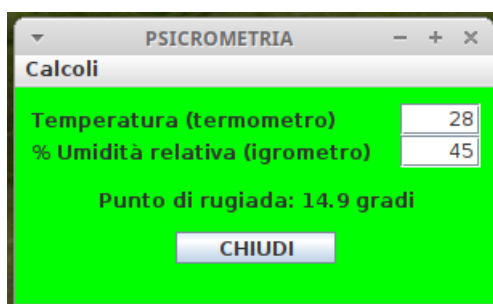 PSICROMETRIA
Calcoli
Temperatura (termometro) 28
% Umidità relativa (igrometro) 45
Punto di rugiada: 14.9 gradi
CHIUDI